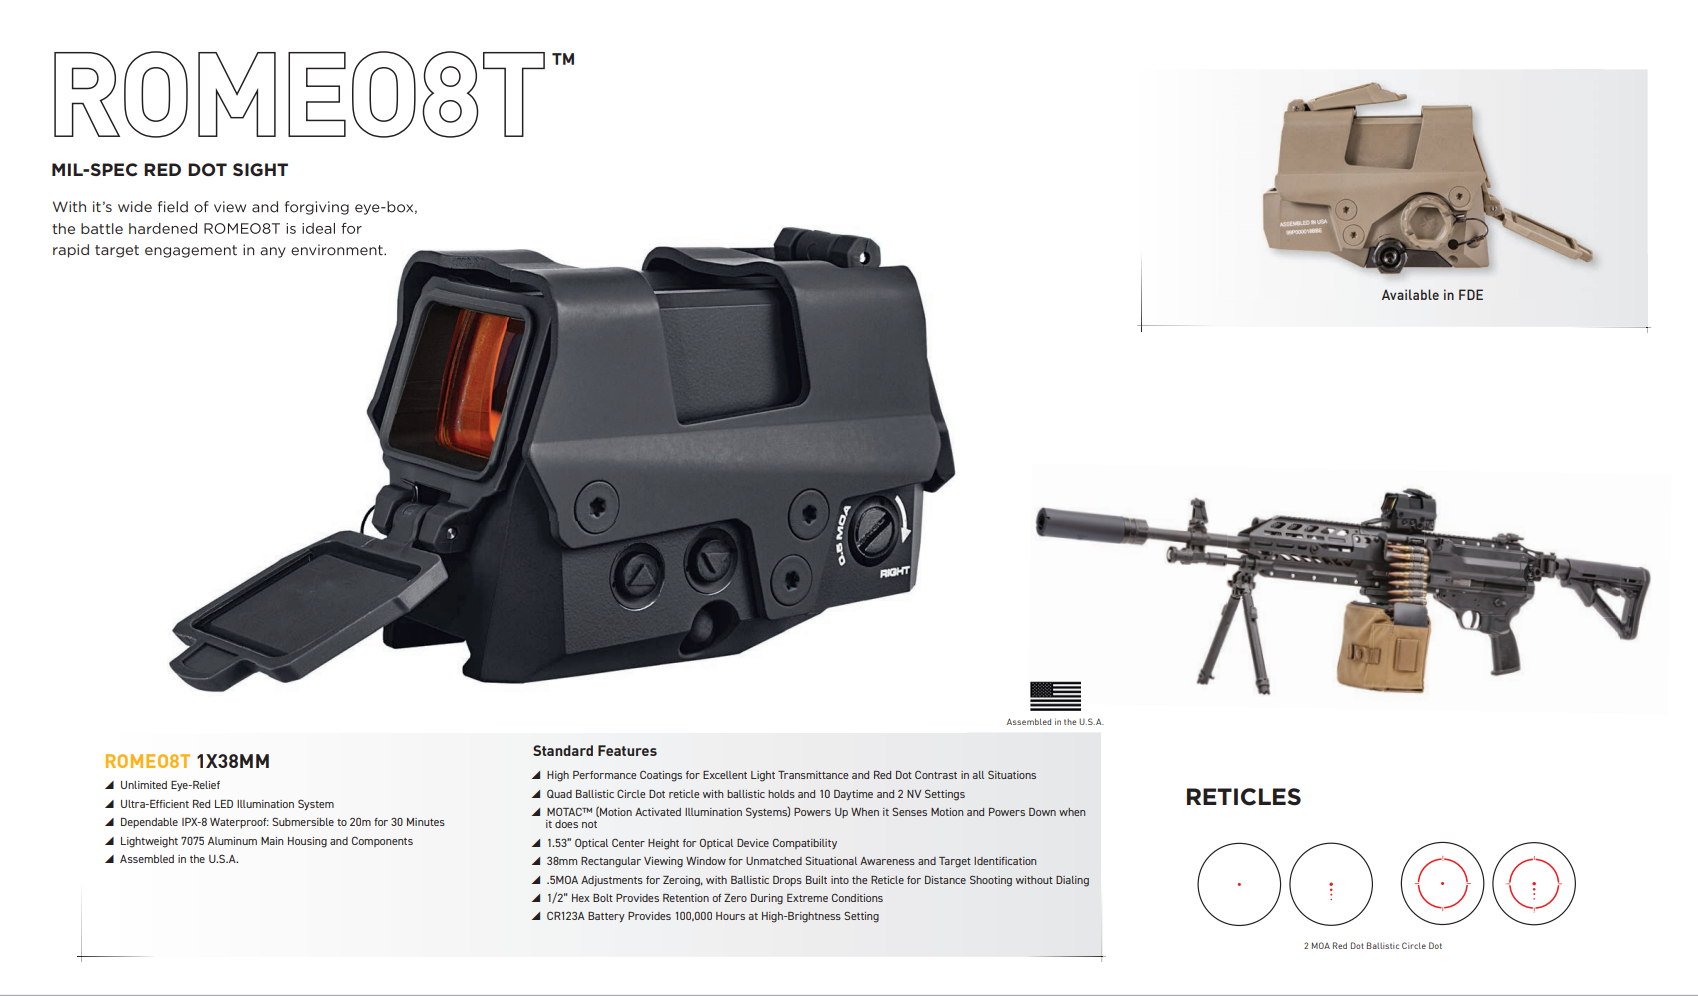 ROMEO8T™
MIL-SPEC RED DOT SIGHT
With it's wide field of view and forgiving eye-box,
the battle hardened ROMEO8T is ideal for
rapid target engagement in any environment.
ASSEMBLED IN USA
Available in FDE
0.5 MOA
RIGHT
Assembled in the U.S.A.
ROMEO8T 1X38MM
Unlimited Eye-Relief
Ultra-Efficient Red LED Illumination System
Dependable IPX-8 Waterproof: Submersible to 20m for 30 Minutes
Lightweight 7075 Aluminum Main Housing and Components
Assembled in the U.S.A.
Standard Features
High Performance Coatings for Excellent Light Transmittance and Red Dot Contrast in all Situations
Quad Ballistic Circle Dot reticle with ballistic holds and 10 Daytime and 2 NV Settings
MOTAC™ (Motion Activated Illumination Systems) Powers Up When it Senses Motion and Powers Down when
it does not
1.53" Optical Center Height for Optical Device Compatibility
38mm Rectangular Viewing Window for Unmatched Situational Awareness and Target Identification
.5MOA Adjustments for Zeroing, with Ballistic Drops Built into the Reticle for Distance Shooting without Dialing
1/2" Hex Bolt Provides Retention of Zero During Extreme Conditions
CR123A Battery Provides 100,000 Hours at High-Brightness Setting
RETICLES
2 MOA Red Dot Ballistic Circle Dot